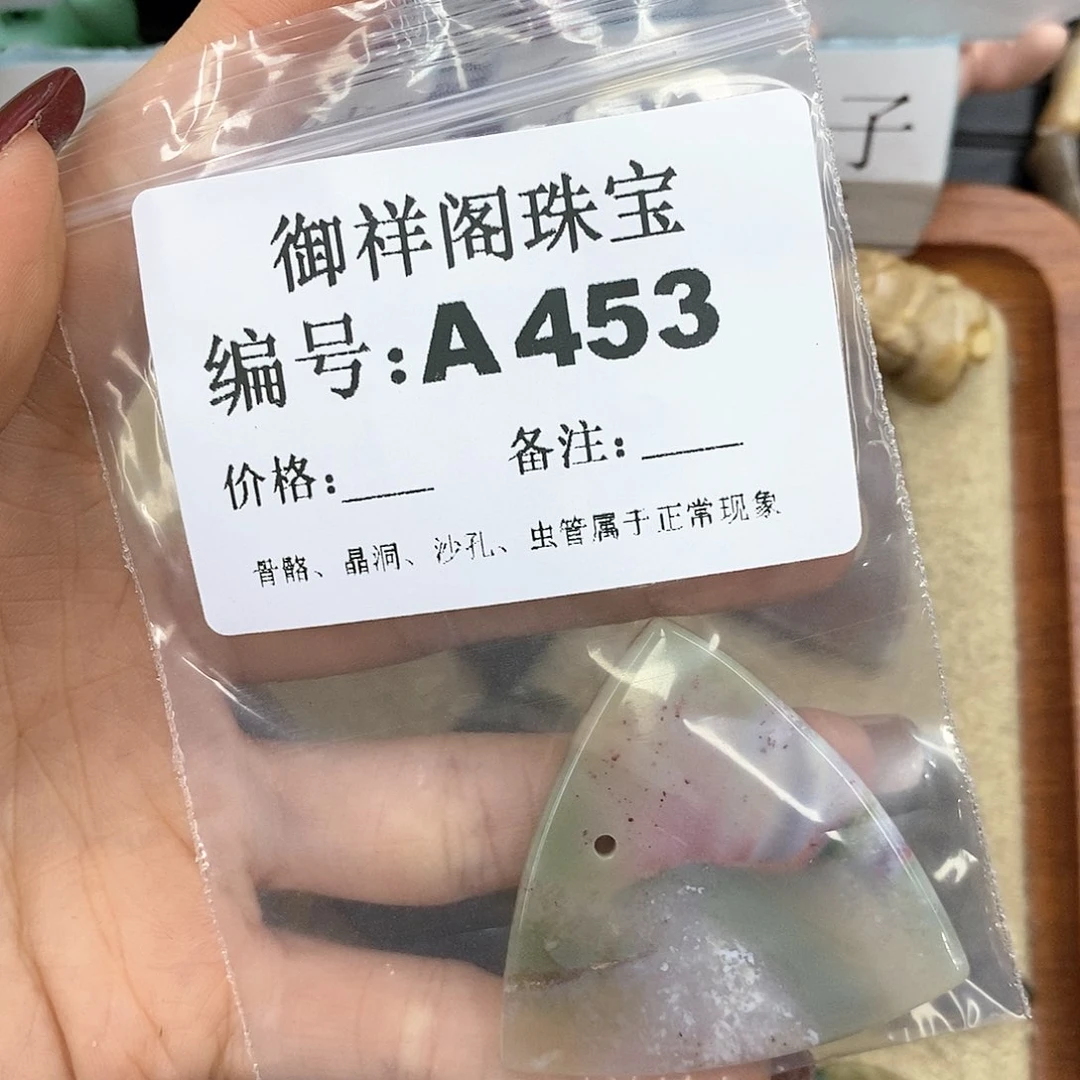 御祥阁珠宝
编号:A453
价格:____ 备注:____
骨骼、晶洞、沙孔、虫管属于正常现象
子